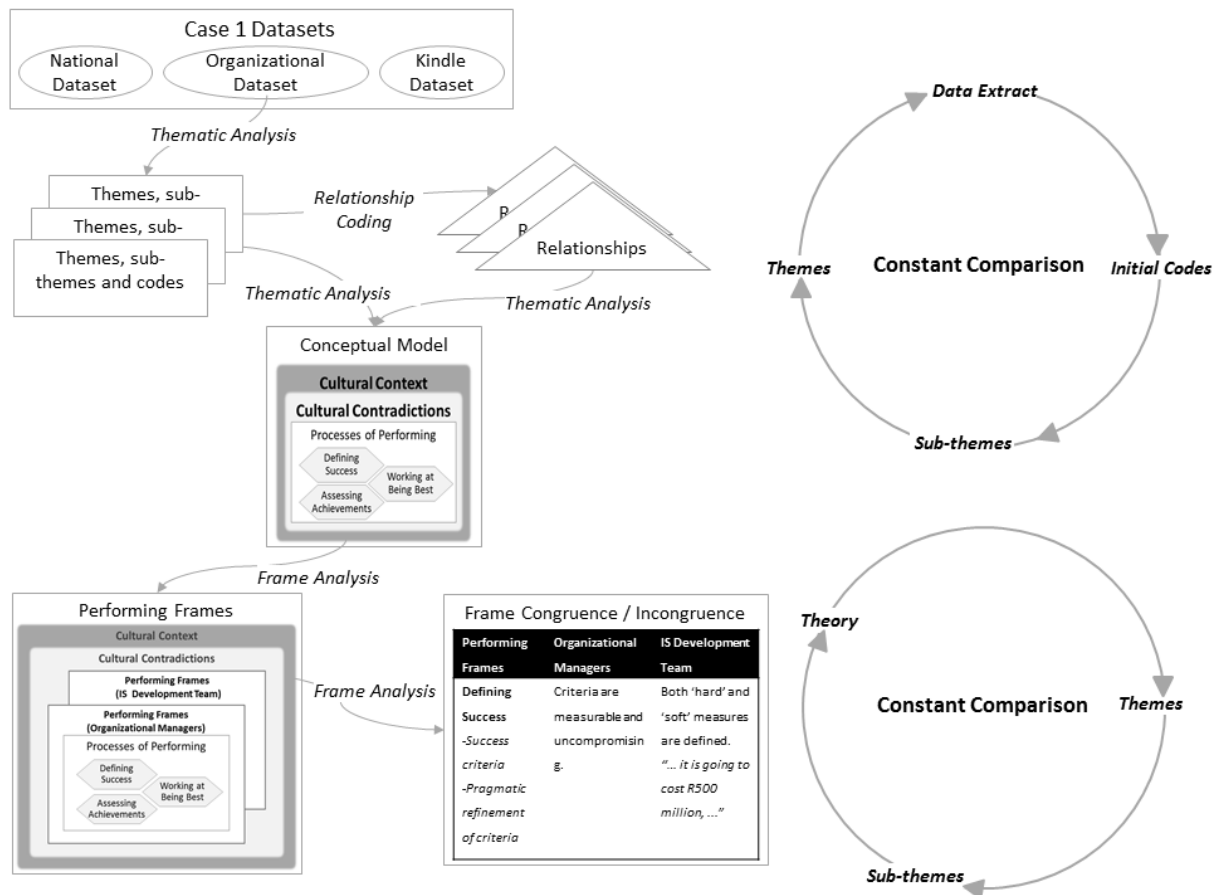 Case 1 Datasets
National
Dataset
Organizational
Dataset
Kindle
Dataset
Thematic Analysis
Themes, sub-
Themes, sub-
Themes, sub-
themes and codes
Relationship
Coding
R
R
Relationships
Thematic Analysis
Thematic Analysis
Conceptual Model
Cultural Context
Cultural Contradictions
Processes of Performing
Defining
Success
Working at
Being Best
Assessing
Achievements
Frame Analysis
Performing Frames
Cultural Context
Cultural Contradictions
Performing Frames
(IS Development Team)
Performing Frames
(Organizational Managers)
Processes of Performing
Defining
Success
Working at
Being Best
Assessing
Achievements
Frame Analysis
Frame Congruence / Incongruence
Performing
Frames
Organizational
Managers
IS Development
Team
Defining
Success
-Success
criteria
-Pragmatic
refinement
of criteria
Criteria are
measurable and
uncompromisin
g.
Both ‘hard’ and
‘soft’ measures
are defined.
“... it is going to
cost R500
million, ...”
Data Extract
Themes
Constant Comparison
Initial Codes
Sub-themes
Theory
Constant Comparison
Themes
Sub-themes